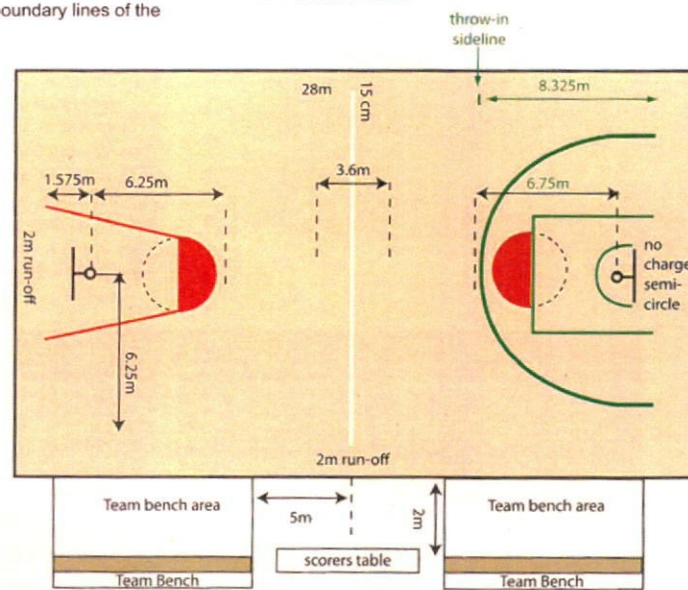 boundary lines of the
throw-in
sideline
28m
15 cm
8.325m
1.575m
6.25m
3.6m
6.75m
2m run-off
no
charge
semi-
circle
6.25m
2m run-off
Team bench area
5m
2m
Team bench area
scorers table
Team Bench
Team Bench